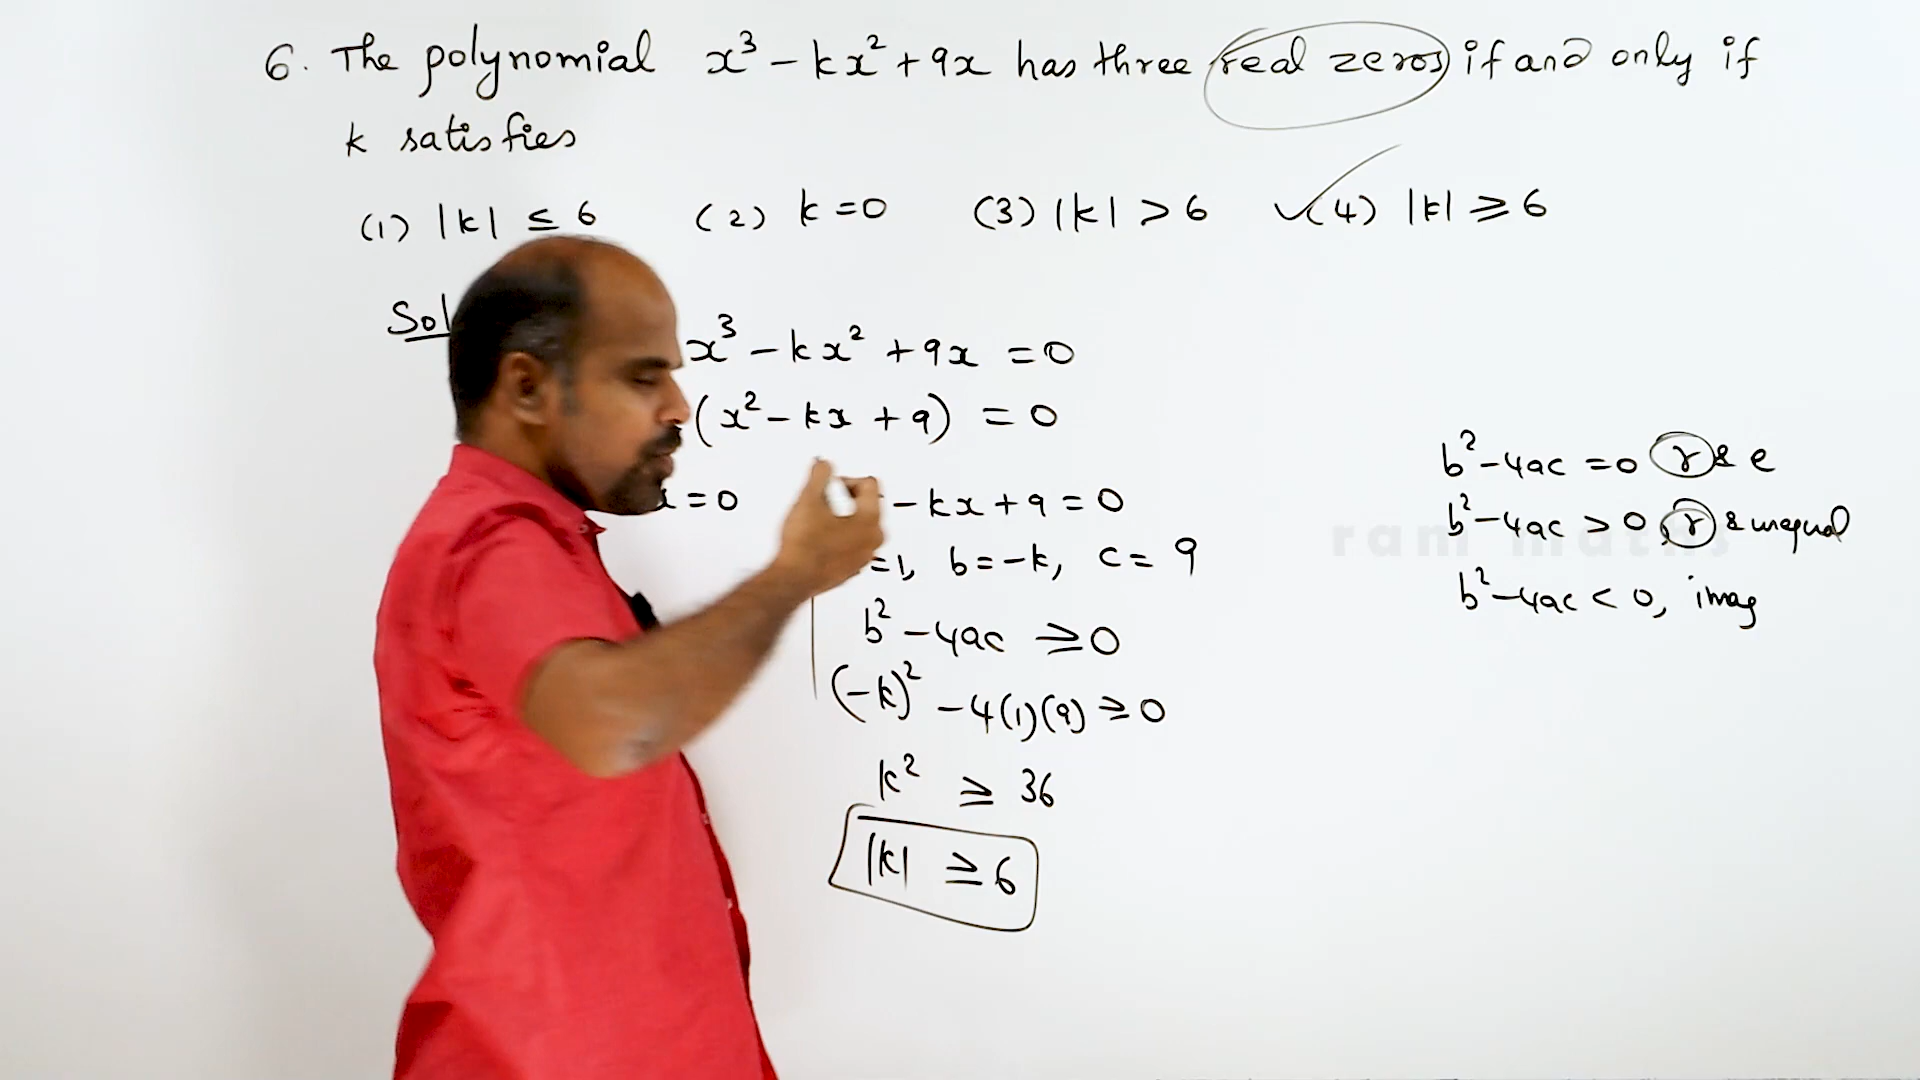 6. The polynomial x³ - kx² + 9x has three real zeros if and only if
k satisfies
(1) |k| ≤ 6 (2) k = 0 (3) |k| > 6 ✓(4) |k| ≥ 6
Sol
x³ - kx² + 9x = 0
(x² - kx + 9) = 0
= 0 - kx + 9 = 0
= 1, b = -k, c = 9
b² - 4ac ≥ 0
(-k)² - 4(1)(9) ≥ 0
k² ≥ 36
|k| ≥ 6
b² - 4ac = 0 r & e
b² - 4ac > 0, r & unequal
b² - 4ac < 0, imag
ram maths